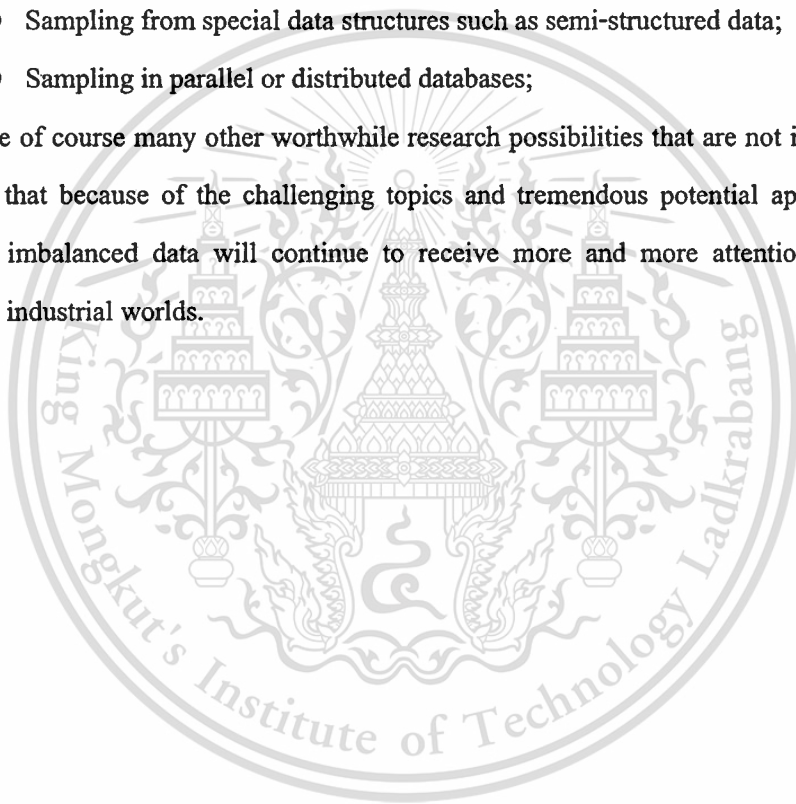 Sampling from special data structures such as semi-structured data;
Sampling in parallel or distributed databases;
e of course many other worthwhile research possibilities that are not i
that because of the challenging topics and tremendous potential ap
imbalanced data will continue to receive more and more attentio
industrial worlds.
King Mongkut's Institute of Technology Ladkrabang